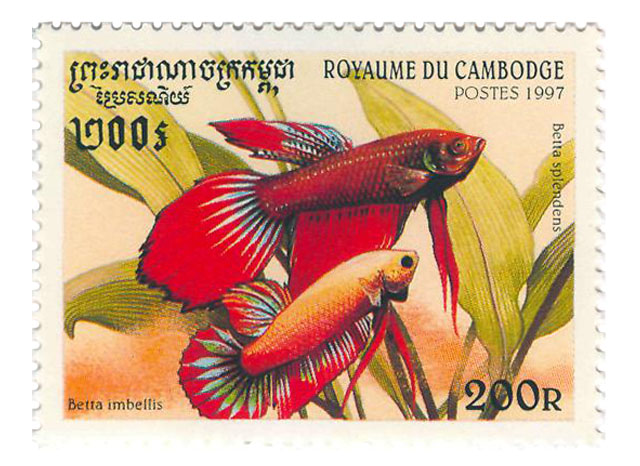 ព្រះរាជាណាចក្រកម្ពុជា
ប្រៃសណីយ៍
២០០៛
ROYAUME DU CAMBODGE
POSTES 1997
Betta splendens
Betta imbellis
200R